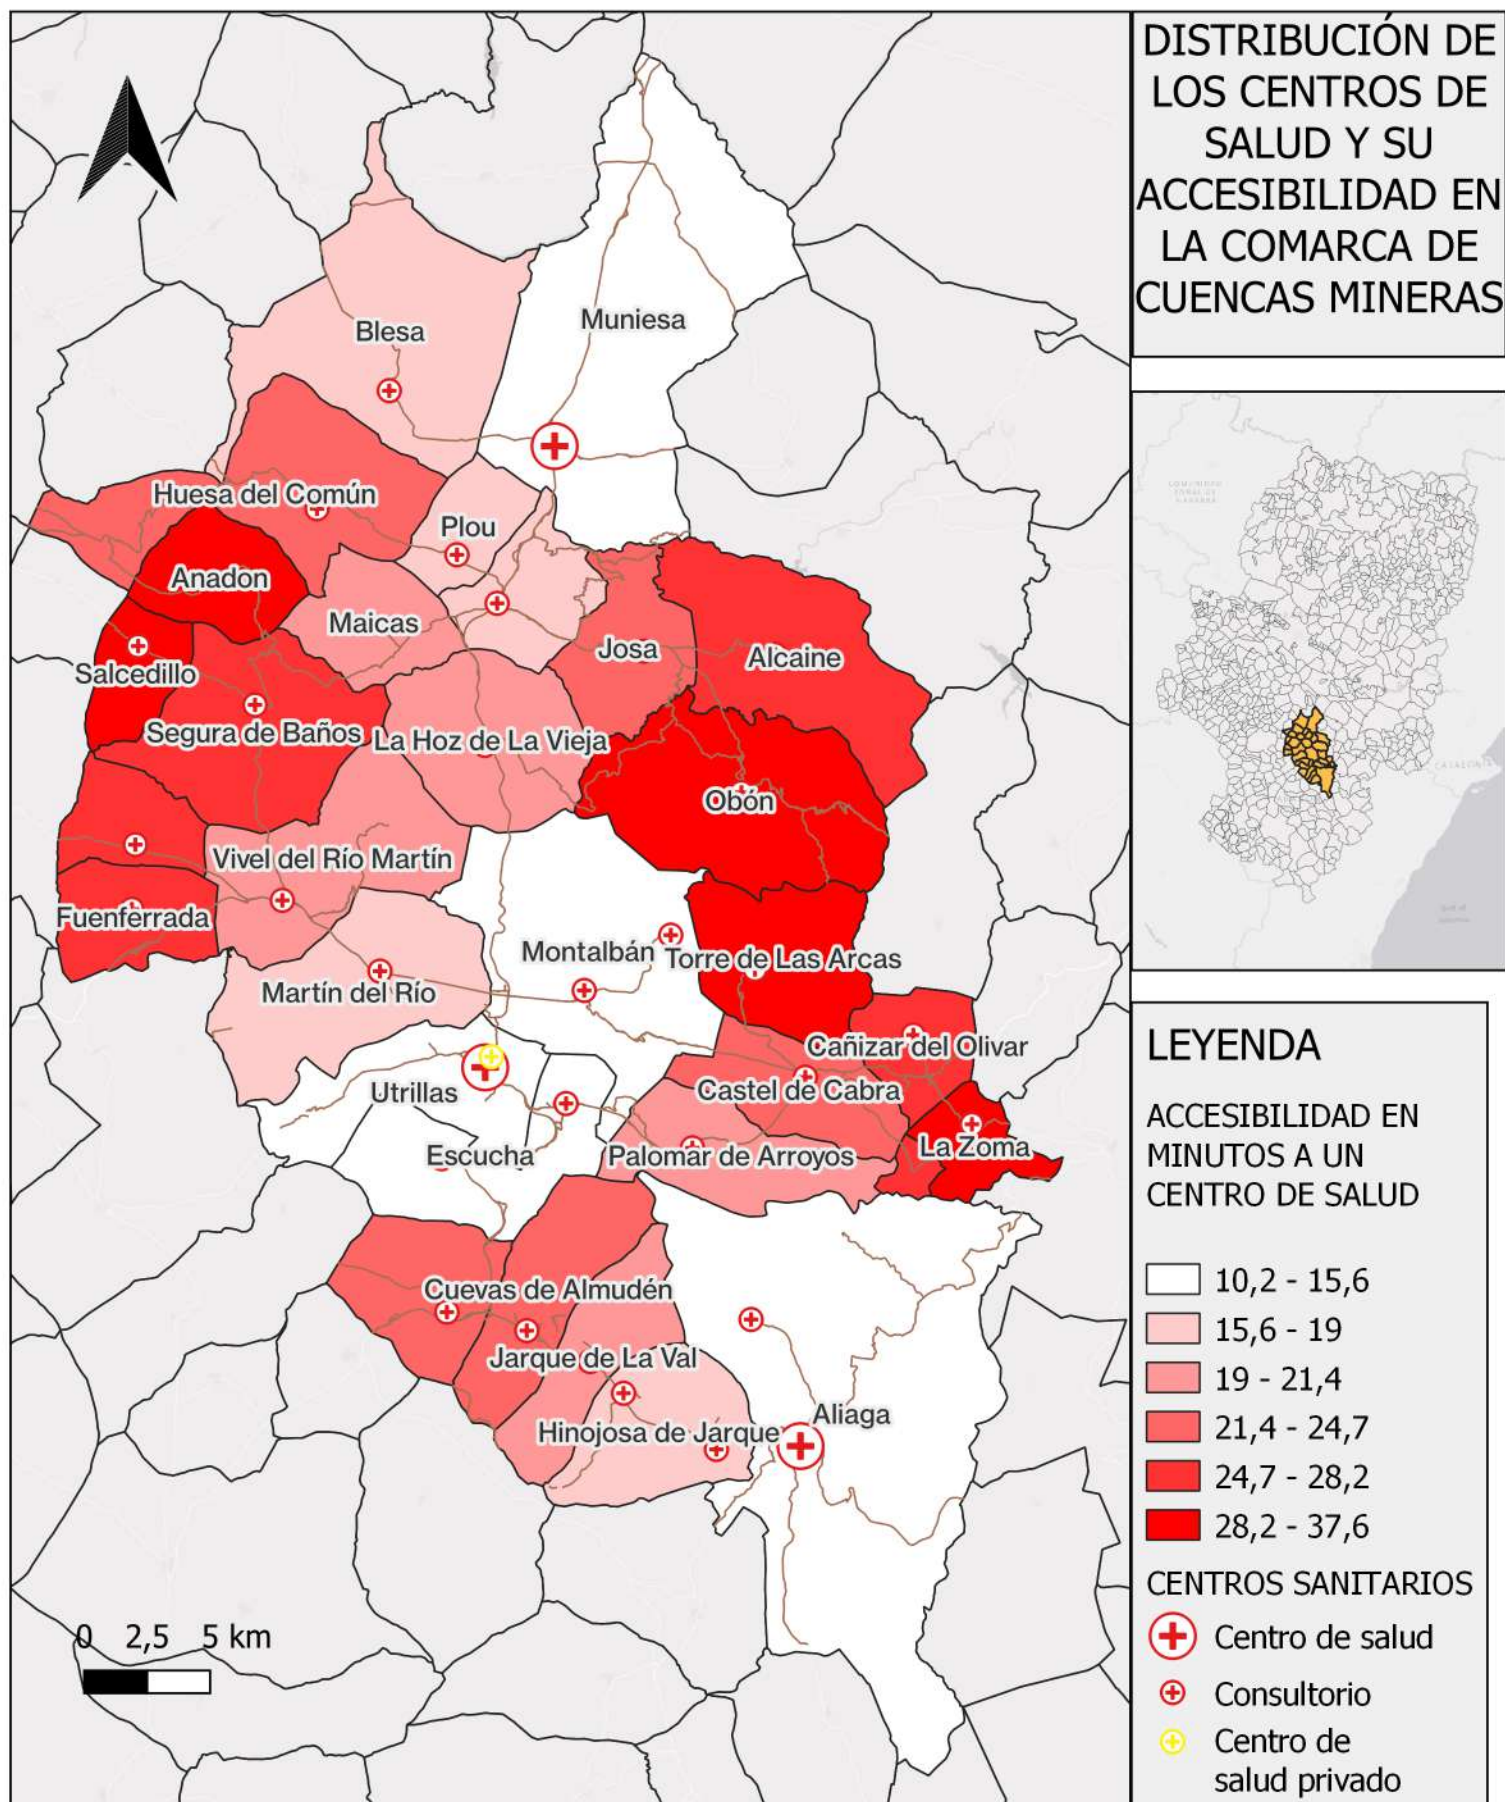 DISTRIBUCIÓN DE
LOS CENTROS DE
SALUD Y SU
ACCESIBILIDAD EN
LA COMARCA DE
CUENCAS MINERAS
Muniesa
Blesa
Huesa del Común
Plou
Anadon
Maicas
Josa
Alcaine
Salcedillo
Segura de Baños
La Hoz de La Vieja
Obón
Vivel del Río Martín
Fuenferrada
Montalbán
Torre de Las Arcas
Martín del Río
Cañizar del Olivar
Utrillas
Castel de Cabra
Escucha
Palomar de Arroyos
La Zoma
Cuevas de Almudén
Jarque de La Val
Aliaga
Hinojosa de Jarque
0 2,5 5 km
LEYENDA
ACCESIBILIDAD EN
MINUTOS A UN
CENTRO DE SALUD
10,2 - 15,6
15,6 - 19
19 - 21,4
21,4 - 24,7
24,7 - 28,2
28,2 - 37,6
CENTROS SANITARIOS
Centro de salud
Consultorio
Centro de
salud privado